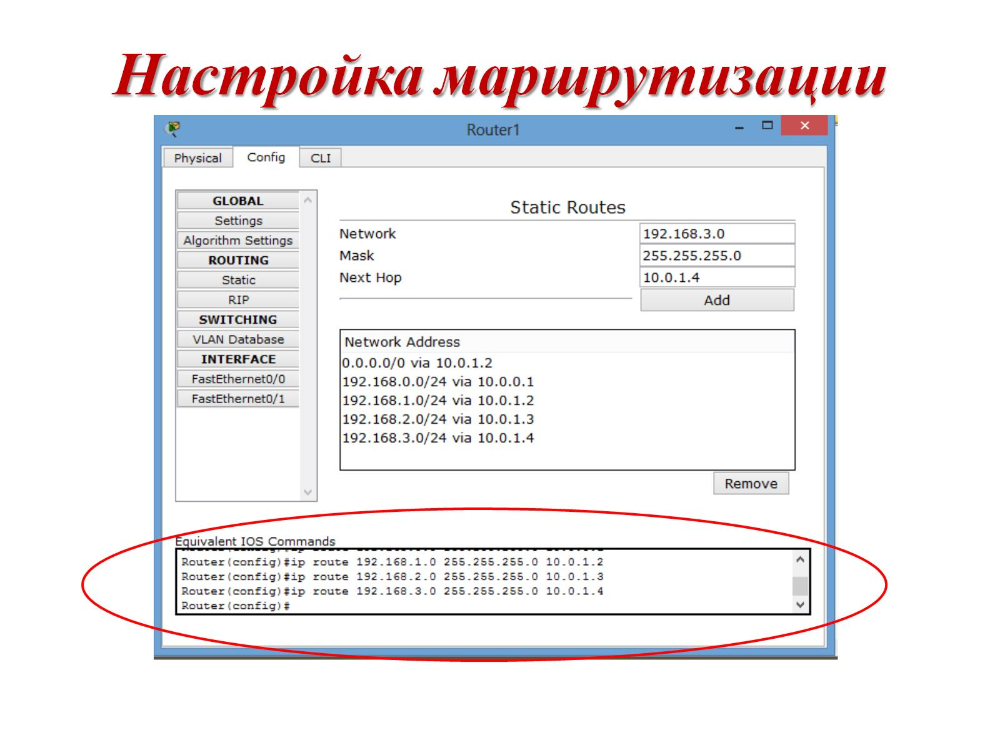 Настройка маршрутизации
Router1
Physical Config CLI
GLOBAL
Settings
Algorithm Settings
ROUTING
Static
RIP
SWITCHING
VLAN Database
INTERFACE
FastEthernet0/0
FastEthernet0/1
Static Routes
Network 192.168.3.0
Mask 255.255.255.0
Next Hop 10.0.1.4
Add
Network Address
0.0.0.0/0 via 10.0.1.2
192.168.0.0/24 via 10.0.0.1
192.168.1.0/24 via 10.0.1.2
192.168.2.0/24 via 10.0.1.3
192.168.3.0/24 via 10.0.1.4
Remove
Equivalent IOS Commands
Router(config)#ip route 192.168.1.0 255.255.255.0 10.0.1.2
Router(config)#ip route 192.168.2.0 255.255.255.0 10.0.1.3
Router(config)#ip route 192.168.3.0 255.255.255.0 10.0.1.4
Router(config)#